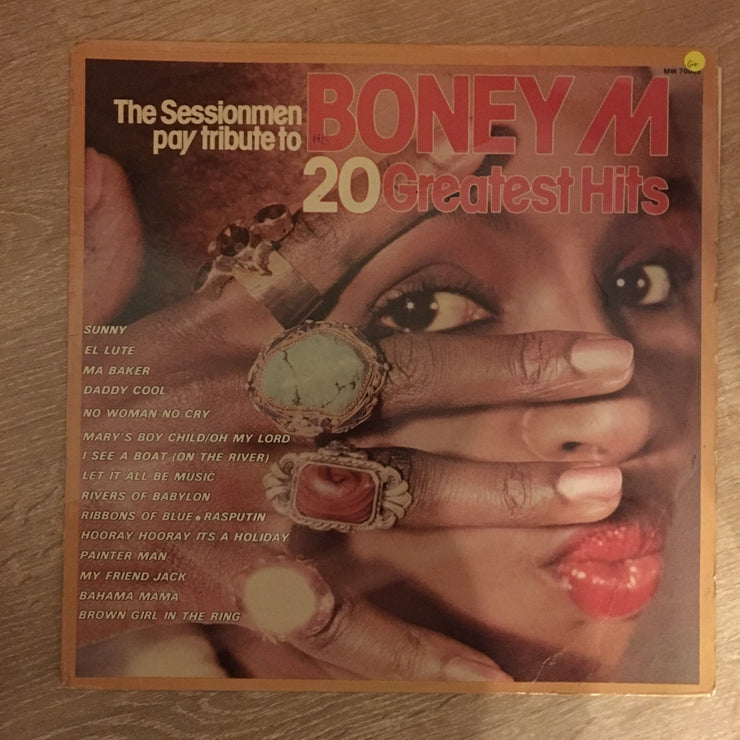 The Sessionmen
pay tribute to
BONEY M
20 Greatest Hits
SUNNY
EL LUTE
MA BAKER
DADDY COOL
NO WOMAN NO CRY
MARY'S BOY CHILD/OH MY LORD
I SEE A BOAT (ON THE RIVER)
LET IT ALL BE MUSIC
RIVERS OF BABYLON
RIBBONS OF BLUE • RASPUTIN
HOORAY HOORAY ITS A HOLIDAY
PAINTER MAN
MY FRIEND JACK
BAHAMA MAMA
BROWN GIRL IN THE RING
MW